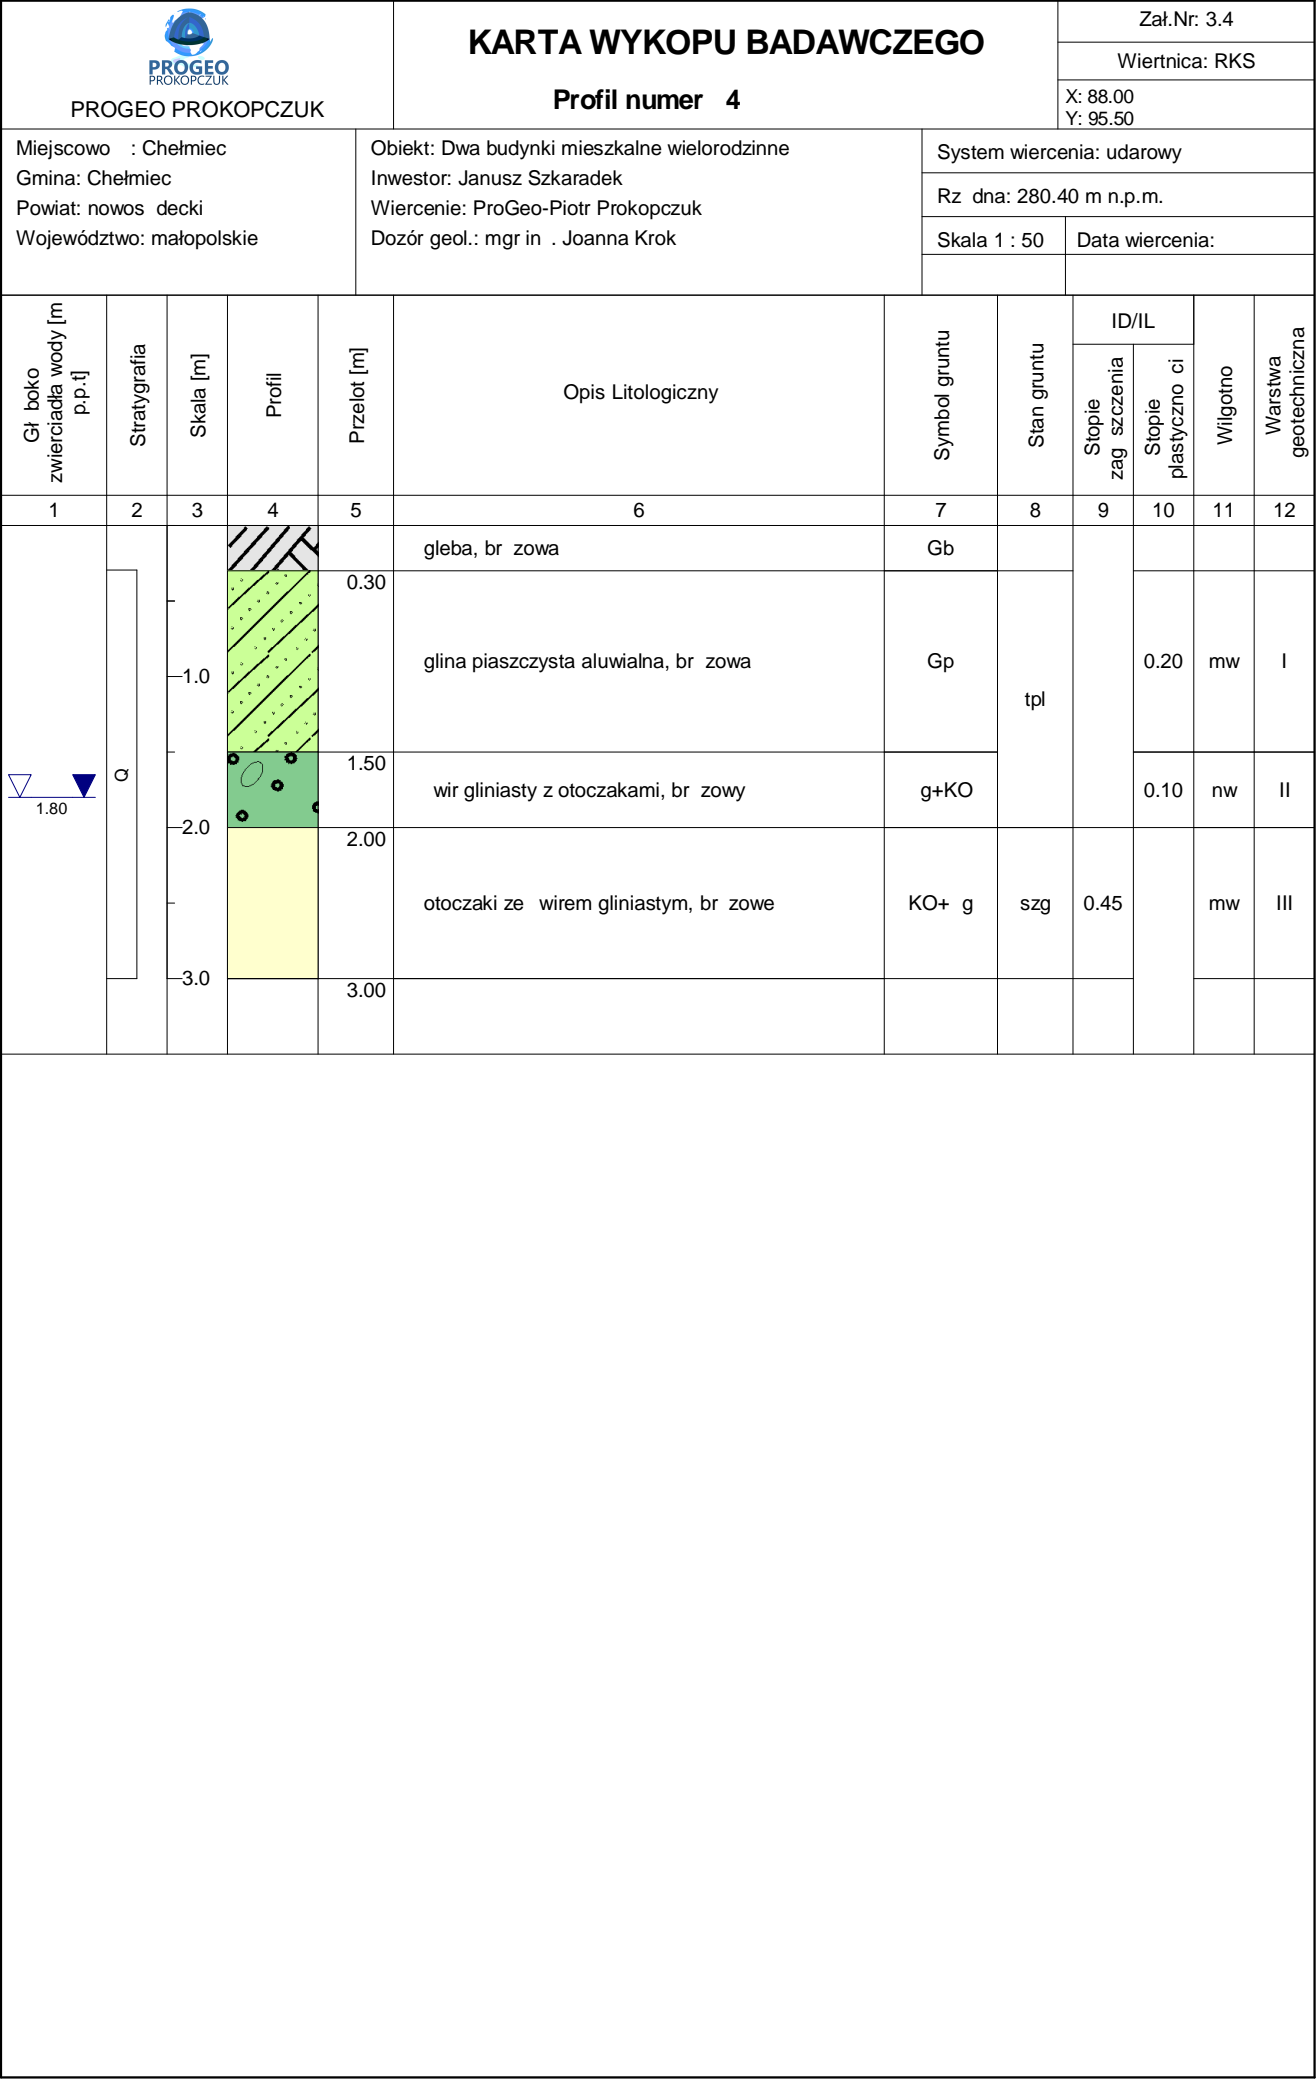 PROGEO
PROKOPCZUK
PROGEO PROKOPCZUK
KARTA WYKOPU BADAWCZEGO
Profil numer 4
Zał.Nr: 3.4
Wiertnica: RKS
X: 88.00
Y: 95.50
Miejscowo : Chełmiec
Gmina: Chełmiec
Powiat: nowos decki
Województwo: małopolskie
Obiekt: Dwa budynki mieszkalne wielorodzinne
Inwestor: Janusz Szkaradek
Wiercenie: ProGeo-Piotr Prokopczuk
Dozór geol.: mgr in . Joanna Krok
System wiercenia: udarowy
Rz dna: 280.40 m n.p.m.
Skala 1 : 50
Data wiercenia:
Gł boko
zwierciadła wody [m
p.p.t]
Stratygrafia
Skala [m]
Profil
Przelot [m]
Opis Litologiczny
Symbol gruntu
Stan gruntu
ID/IL
Stopie
zag szczenia
Stopie
plastyczno ci
Wilgotno
Warstwa
geotechniczna
1 2 3 4 5 6 7 8 9 10 11 12
gleba, br zowa Gb
0.30
glina piaszczysta aluwialna, br zowa Gp 0.20 mw I
1.0
tpl
1.50
Q
1.80
wir gliniasty z otoczakami, br zowy g+KO 0.10 nw II
2.0
2.00
otoczaki ze wirem gliniastym, br zowe KO+ g szg 0.45 mw III
3.0
3.00